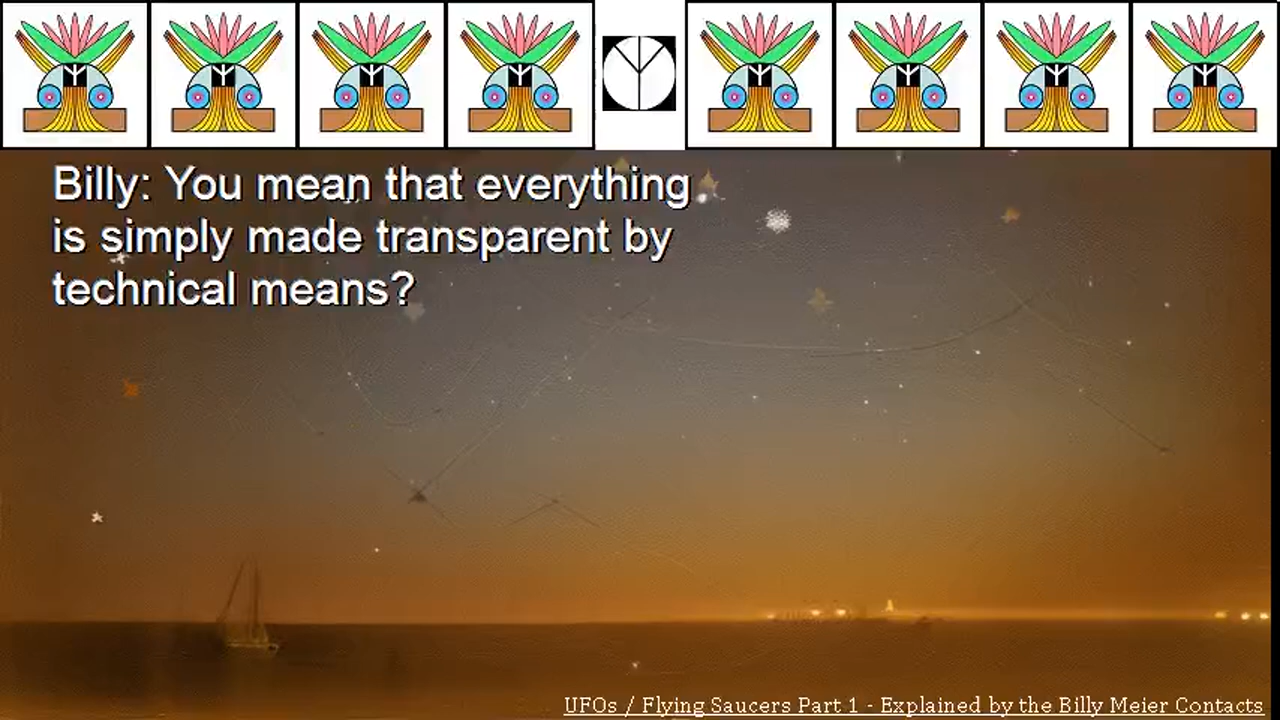 Billy: You mean that everything
is simply made transparent by
technical means?
UFOs / Flying Saucers Part 1 - Explained by the Billy Meier Contacts